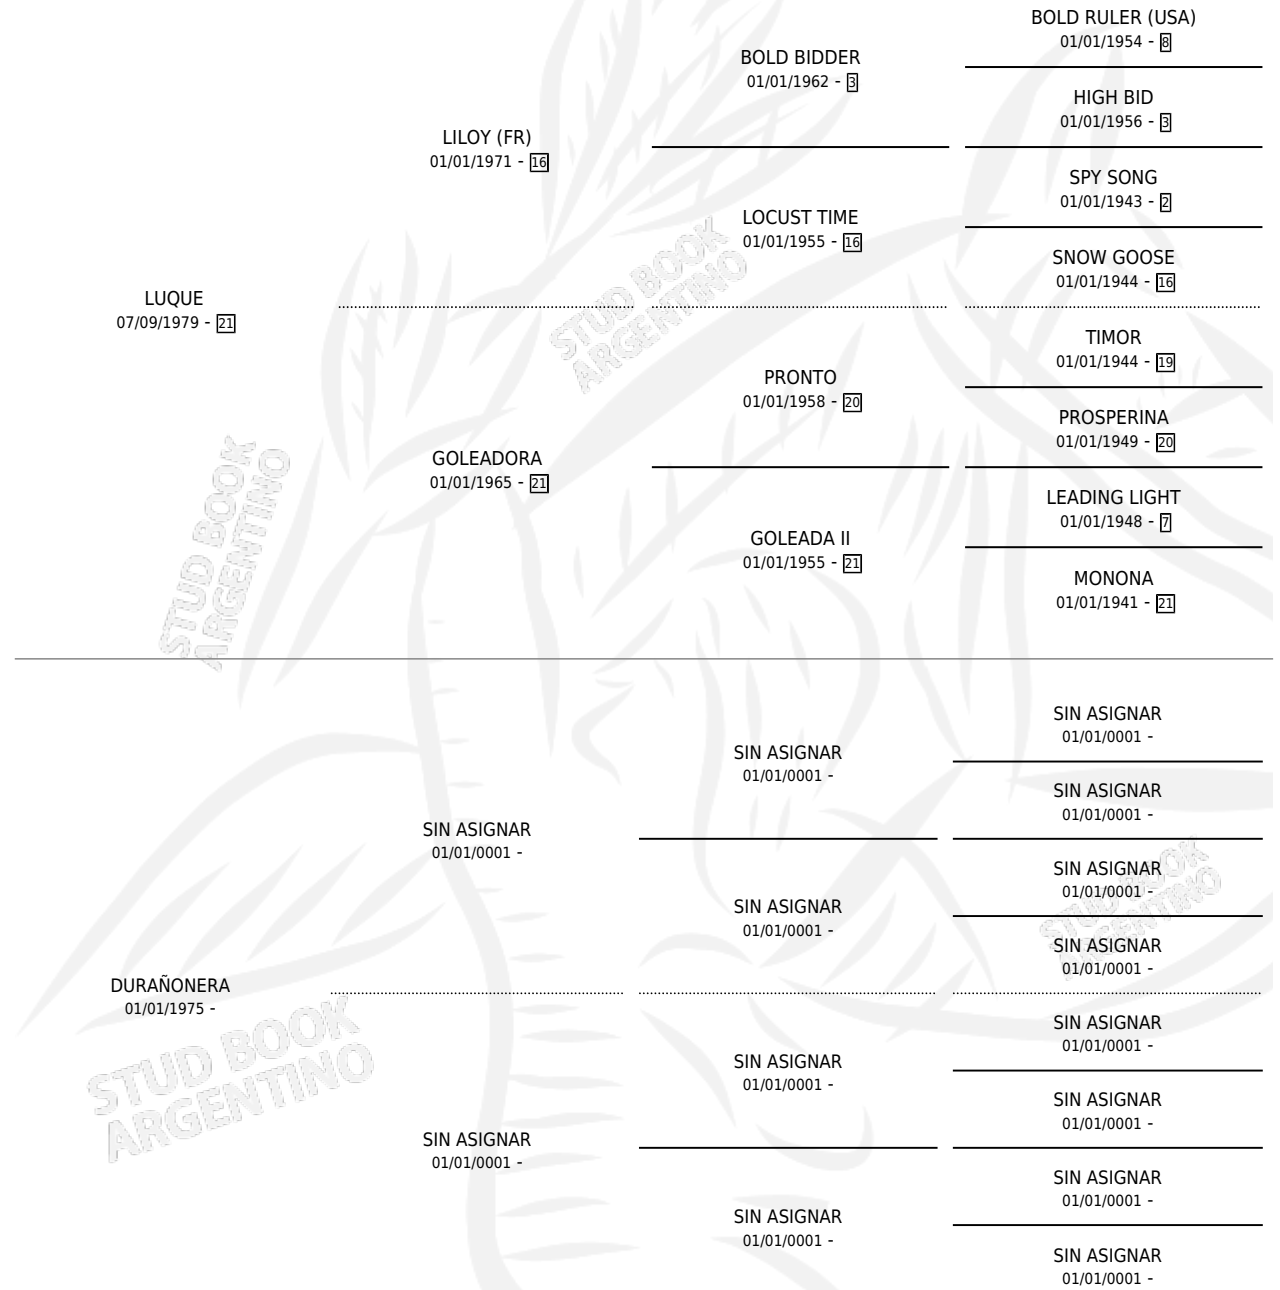 BOLD RULER (USA)
01/01/1954 - 8
BOLD BIDDER
01/01/1962 - 3
HIGH BID
01/01/1956 - 3
LILOY (FR)
01/01/1971 - 16
SPY SONG
01/01/1943 - 2
LOCUST TIME
01/01/1955 - 16
SNOW GOOSE
01/01/1944 - 16
LUQUE
07/09/1979 - 21
STUD BOOK
ARGENTINO
TIMOR
01/01/1944 - 19
PRONTO
01/01/1958 - 20
PROSPERINA
01/01/1949 - 20
GOLEADORA
01/01/1965 - 21
LEADING LIGHT
01/01/1948 - 7
GOLEADA II
01/01/1955 - 21
MONONA
01/01/1941 - 21
STUD BOOK
ARGENTINO
SIN ASIGNAR
01/01/0001 -
SIN ASIGNAR
01/01/0001 -
SIN ASIGNAR
01/01/0001 -
SIN ASIGNAR
01/01/0001 -
SIN ASIGNAR
01/01/0001 -
SIN ASIGNAR
01/01/0001 -
STUD BOOK
ARGENTINO
SIN ASIGNAR
01/01/0001 -
DURAÑONERA
01/01/1975 -
STUD BOOK
ARGENTINO
SIN ASIGNAR
01/01/0001 -
SIN ASIGNAR
01/01/0001 -
SIN ASIGNAR
01/01/0001 -
SIN ASIGNAR
01/01/0001 -
SIN ASIGNAR
01/01/0001 -
SIN ASIGNAR
01/01/0001 -
SIN ASIGNAR
01/01/0001 -